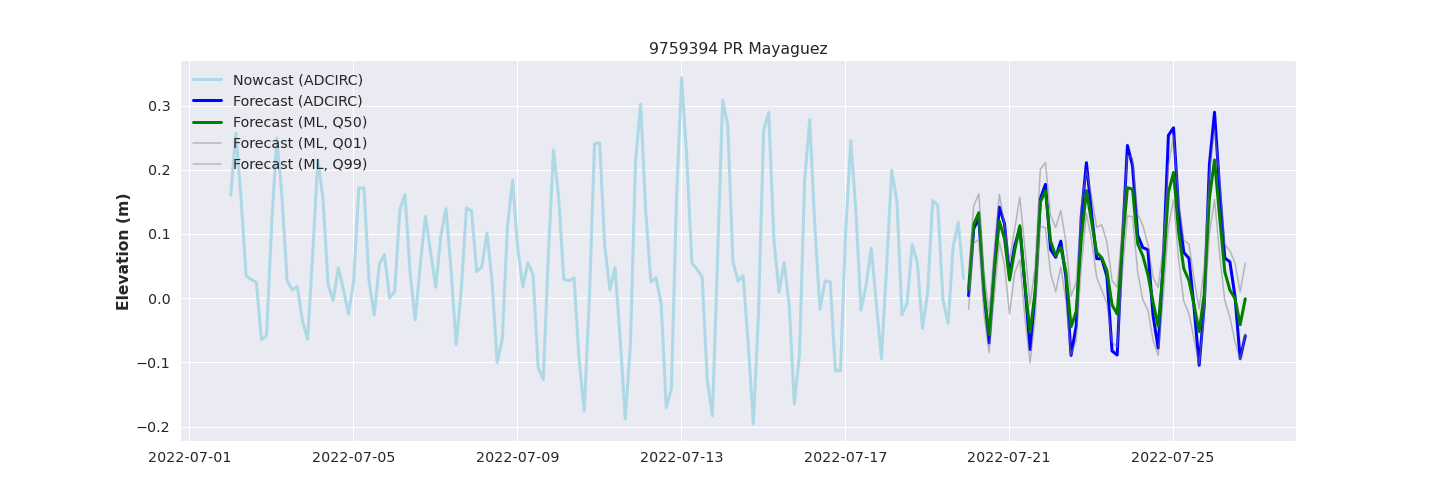 9759394 PR Mayaguez
Nowcast (ADCIRC)
Forecast (ADCIRC)
Forecast (ML, Q50)
Forecast (ML, Q01)
Forecast (ML, Q99)
Elevation (m)
0.3
0.2
0.1
0.0
−0.1
−0.2
2022-07-01 2022-07-05 2022-07-09 2022-07-13 2022-07-17 2022-07-21 2022-07-25